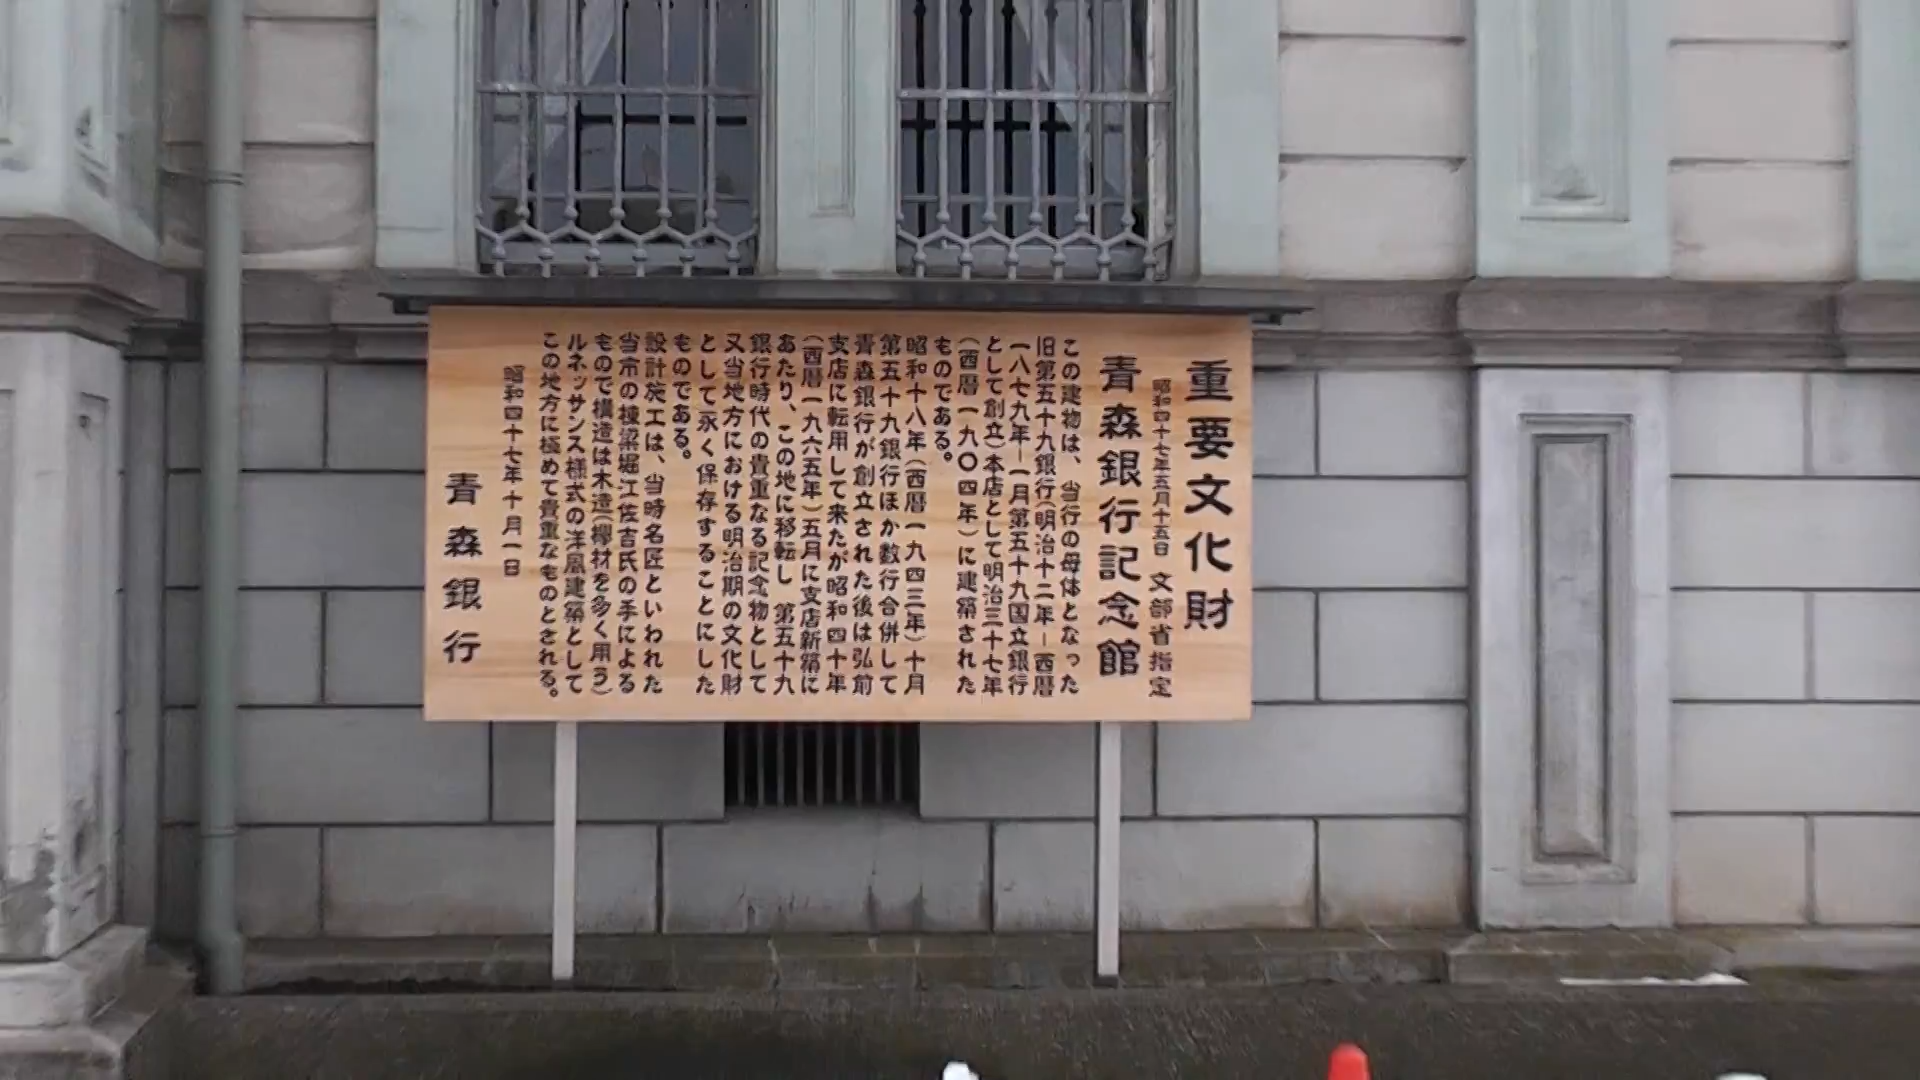 重要文化財
昭和四十七年五月十五日 文部省指定
青森銀行記念館
この建物は、当行の母体となった
旧第五十九銀行(明治十二年―西暦
一八七九年―一月第五十九国立銀行
として創立)本店として明治三十七年
(西暦一九〇四年)に建築された
ものである。
昭和十八年(西暦一九四三年)十月
第五十九銀行ほか数行合併して
青森銀行が創立された後は弘前
支店に転用して来たが昭和四十年
(西暦一九六五年)五月に支店新築に
あたり、この地に移転し 第五十九
銀行時代の貴重なる記念物として
又当地方における明治期の文化財
として永く保存することにした
ものである。
設計施工は、当時名匠といわれた
当市の棟梁堀江佐吉氏の手による
もので構造は木造(欅材を多く用う)
ルネッサンス様式の洋風建築として
この地方に極めて貴重なものとされる。
昭和四十七年十月一日
青森銀行